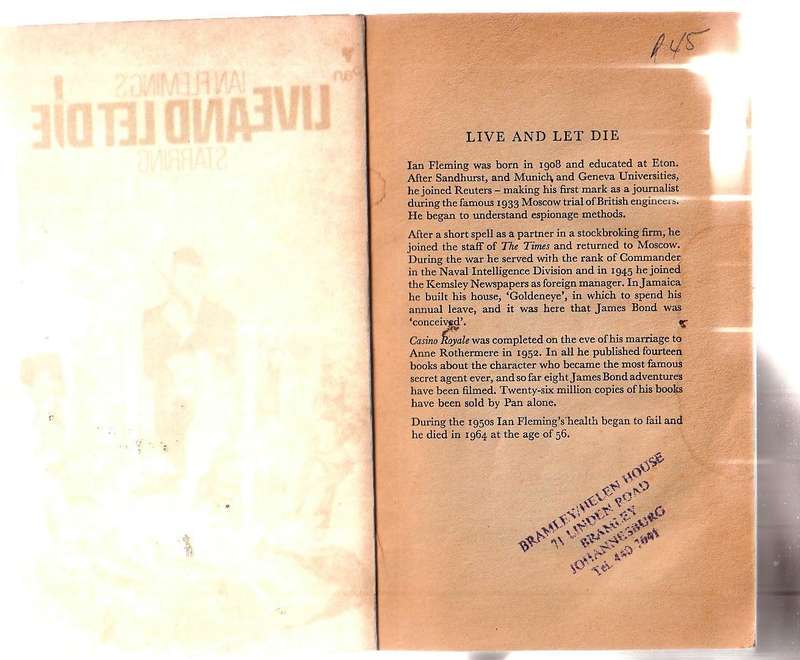 Pan
IAN FLEMING'S
LIVE AND LET DIE
STARRING
R45
LIVE AND LET DIE
Ian Fleming was born in 1908 and educated at Eton.
After Sandhurst, and Munich, and Geneva Universities,
he joined Reuters – making his first mark as a journalist
during the famous 1933 Moscow trial of British engineers.
He began to understand espionage methods.
After a short spell as a partner in a stockbroking firm, he
joined the staff of The Times and returned to Moscow.
During the war he served with the rank of Commander
in the Naval Intelligence Division and in 1945 he joined
the Kemsley Newspapers as foreign manager. In Jamaica
he built his house, ‘Goldeneye’, in which to spend his
annual leave, and it was here that James Bond was
‘conceived’.
Casino Royale was completed on the eve of his marriage to
Anne Rothermere in 1952. In all he published fourteen
books about the character who became the most famous
secret agent ever, and so far eight James Bond adventures
have been filmed. Twenty-six million copies of his books
have been sold by Pan alone.
During the 1950s Ian Fleming's health began to fail and
he died in 1964 at the age of 56.
BRAMLEY/HELEN HOUSE
71 LINDEN ROAD
BRAMLEY
JOHANNESBURG
Tel. 440-7641